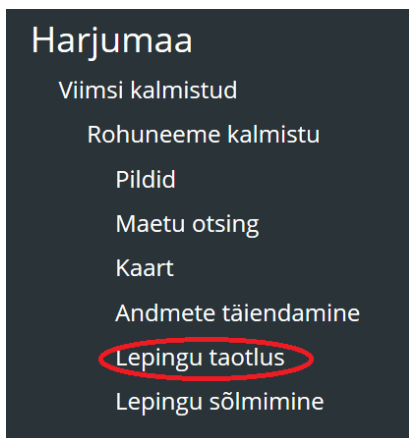 Harjumaa
Viimsi kalmistud
Rohuneeme kalmistu
Pildid
Maetu otsing
Kaart
Andmete täiendamine
Lepingu taotlus
Lepingu sõlmimine